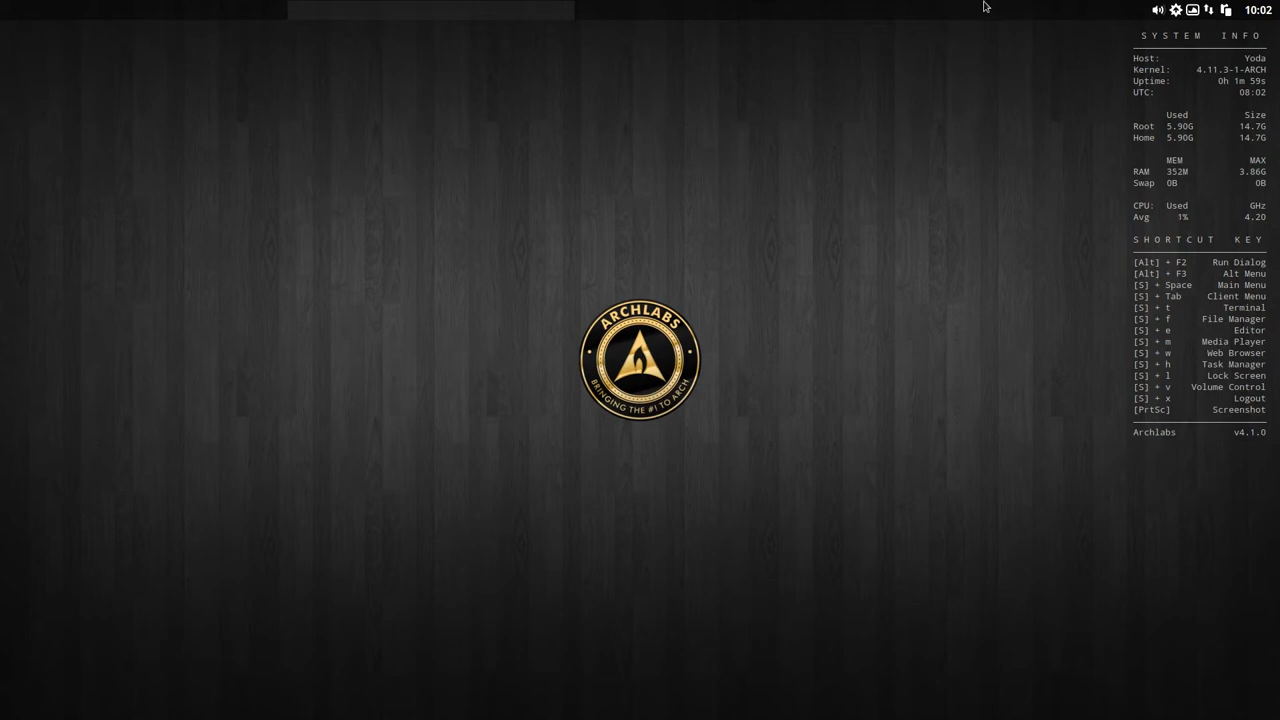 10:02
SYSTEM INFO
Host: Yoda
Kernel: 4.11.3-1-ARCH
Uptime: 0h 1m 59s
UTC: 08:02
Used Size
Root 5.90G 14.7G
Home 5.90G 14.7G
MEM MAX
RAM 352M 3.86G
Swap 0B 0B
CPU: Used GHz
Avg 1% 4.20
SHORTCUT KEY
[Alt] + F2 Run Dialog
[Alt] + F3 Alt Menu
[S] + Space Main Menu
[S] + Tab Client Menu
[S] + t Terminal
[S] + f File Manager
[S] + e Editor
[S] + m Media Player
[S] + w Web Browser
[S] + h Task Manager
[S] + l Lock Screen
[S] + v Volume Control
[S] + x Logout
[PrtSc] Screenshot
Archlabs v4.1.0
ARCHLABS
BRINGING THE #! TO ARCH